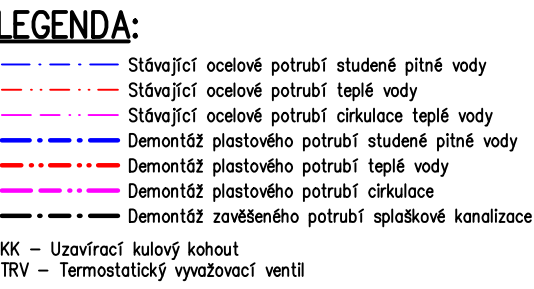 LEGENDA:
Stávající ocelové potrubí studené pitné vody
Stávající ocelové potrubí teplé vody
Stávající ocelové potrubí cirkulace teplé vody
Demontáž plastového potrubí studené pitné vody
Demontáž plastového potrubí teplé vody
Demontáž plastového potrubí cirkulace
Demontáž zavěšeného potrubí splaškové kanalizace
KK – Uzavírací kulový kohout
TRV – Termostatický vyvažovací ventil